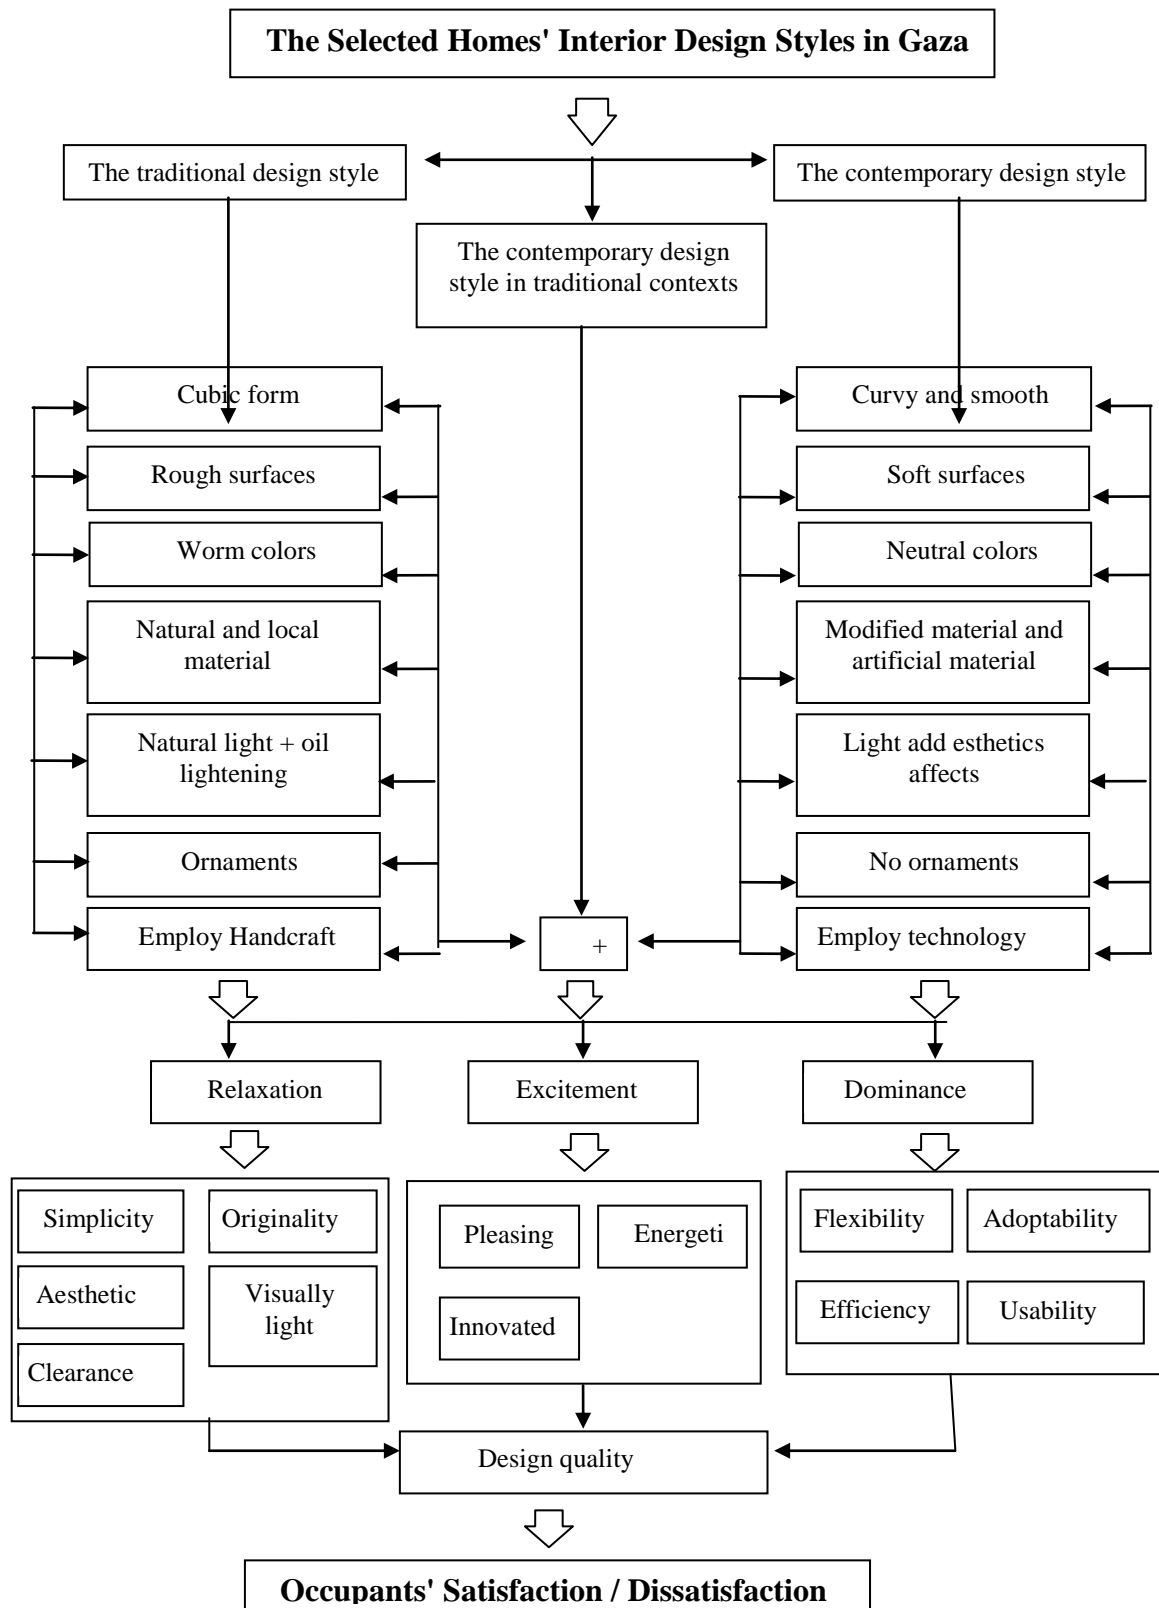 The Selected Homes' Interior Design Styles in Gaza
The traditional design style
The contemporary design style
The contemporary design
style in traditional contexts
Cubic form
Curvy and smooth
Rough surfaces
Soft surfaces
Worm colors
Neutral colors
Natural and local
material
Modified material and
artificial material
Natural light + oil
lightening
Light add esthetics
affects
Ornaments
No ornaments
Employ Handcraft
+
Employ technology
Relaxation
Excitement
Dominance
Simplicity
Originality
Aesthetic
Visually
light
Clearance
Pleasing
Energeti
Innovated
Flexibility
Adoptability
Efficiency
Usability
Design quality
Occupants' Satisfaction / Dissatisfaction